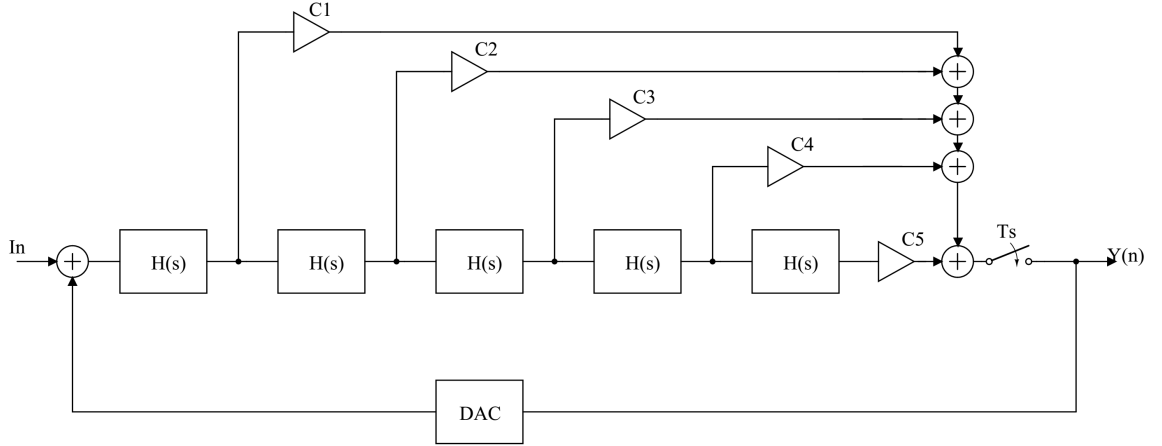 C1
C2
C3
C4
In
H(s)
H(s)
H(s)
H(s)
H(s)
C5
Ts
Y(n)
DAC